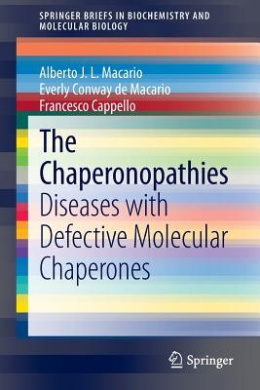 SPRINGER BRIEFS IN BIOCHEMISTRY AND
MOLECULAR BIOLOGY
Alberto J. L. Macario
Everly Conway de Macario
Francesco Cappello
The
Chaperonopathies
Diseases with
Defective Molecular
Chaperones
Springer